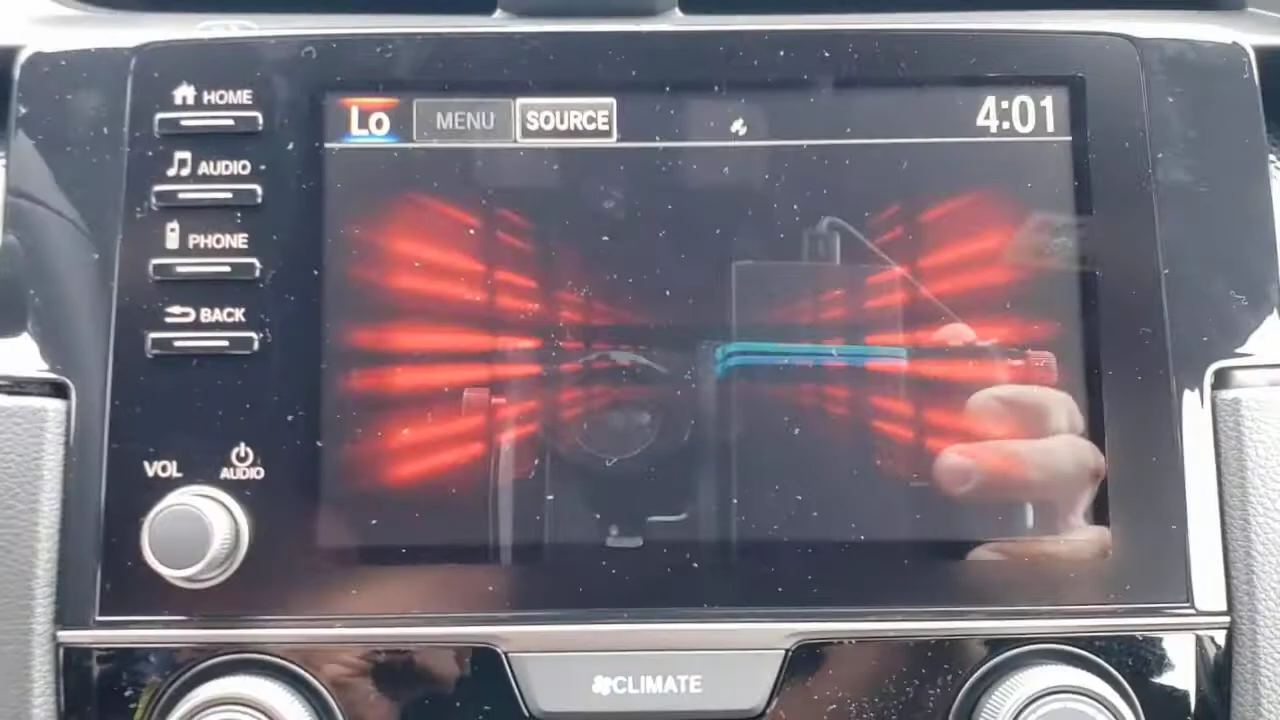 HOME
AUDIO
PHONE
BACK
VOL
AUDIO
Lo MENU SOURCE 4:01
CLIMATE